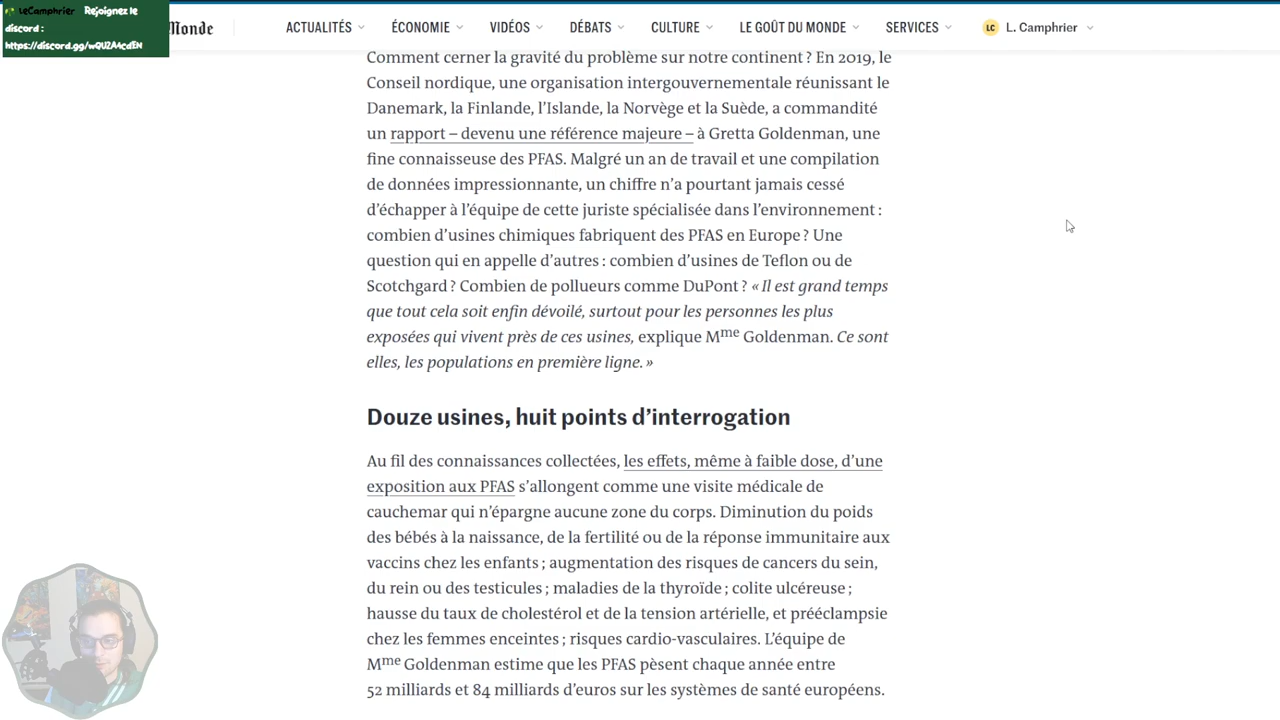 LeCamphrier Rejoignez le
discord :
https://discord.gg/wQU2A4cdEN
Monde
ACTUALITÉS
ÉCONOMIE
VIDÉOS
DÉBATS
CULTURE
LE GOÛT DU MONDE
SERVICES
LC L. Camphrier
Comment cerner la gravité du problème sur notre continent ? En 2019, le
Conseil nordique, une organisation intergouvernementale réunissant le
Danemark, la Finlande, l’Islande, la Norvège et la Suède, a commandité
un rapport – devenu une référence majeure – à Gretta Goldenman, une
fine connaisseuse des PFAS. Malgré un an de travail et une compilation
de données impressionnante, un chiffre n’a pourtant jamais cessé
d’échapper à l’équipe de cette juriste spécialisée dans l’environnement :
combien d’usines chimiques fabriquent des PFAS en Europe ? Une
question qui en appelle d’autres : combien d’usines de Teflon ou de
Scotchgard ? Combien de pollueurs comme DuPont ? « Il est grand temps
que tout cela soit enfin dévoilé, surtout pour les personnes les plus
exposées qui vivent près de ces usines, explique Mme Goldenman. Ce sont
elles, les populations en première ligne. »
Douze usines, huit points d’interrogation
Au fil des connaissances collectées, les effets, même à faible dose, d’une
exposition aux PFAS s’allongent comme une visite médicale de
cauchemar qui n’épargne aucune zone du corps. Diminution du poids
des bébés à la naissance, de la fertilité ou de la réponse immunitaire aux
vaccins chez les enfants ; augmentation des risques de cancers du sein,
du rein ou des testicules ; maladies de la thyroïde ; colite ulcéreuse ;
hausse du taux de cholestérol et de la tension artérielle, et prééclampsie
chez les femmes enceintes ; risques cardio-vasculaires. L’équipe de
Mme Goldenman estime que les PFAS pèsent chaque année entre
52 milliards et 84 milliards d’euros sur les systèmes de santé européens.